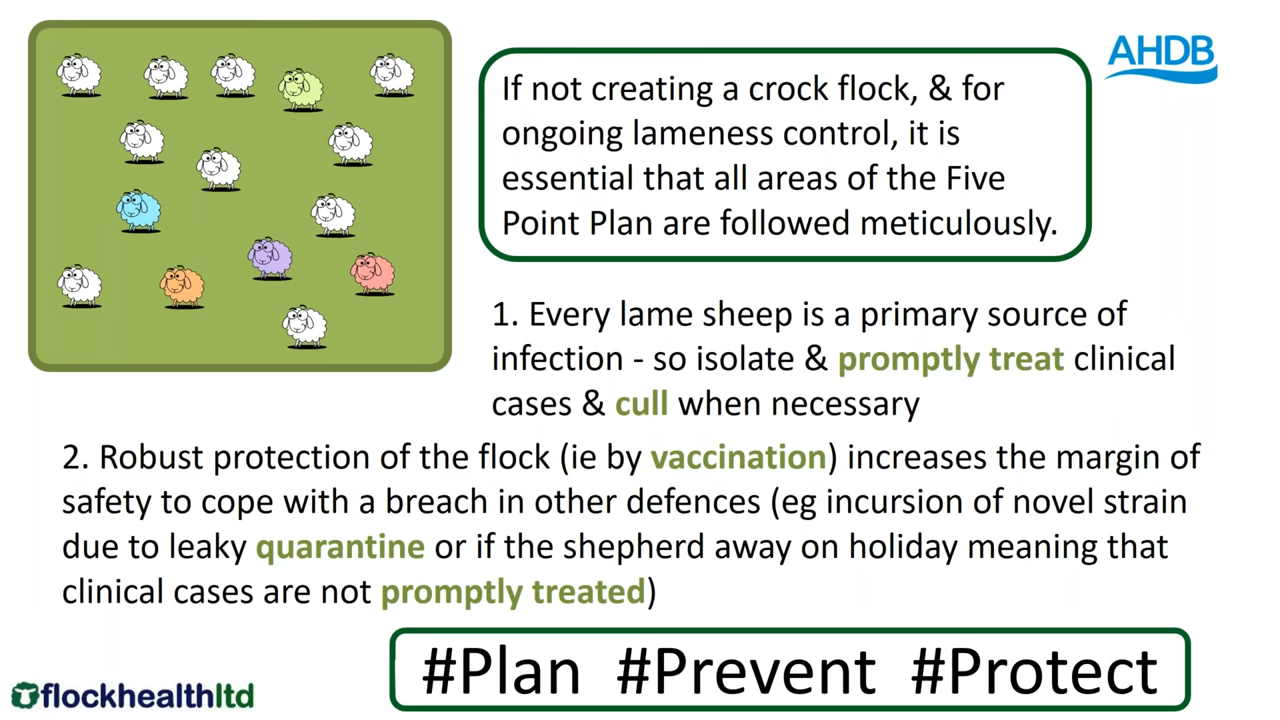 AHDB
If not creating a crock flock, & for
ongoing lameness control, it is
essential that all areas of the Five
Point Plan are followed meticulously.
1. Every lame sheep is a primary source of
infection - so isolate & promptly treat clinical
cases & cull when necessary
2. Robust protection of the flock (ie by vaccination) increases the margin of
safety to cope with a breach in other defences (eg incursion of novel strain
due to leaky quarantine or if the shepherd away on holiday meaning that
clinical cases are not promptly treated)
#Plan #Prevent #Protect
flockhealthltd